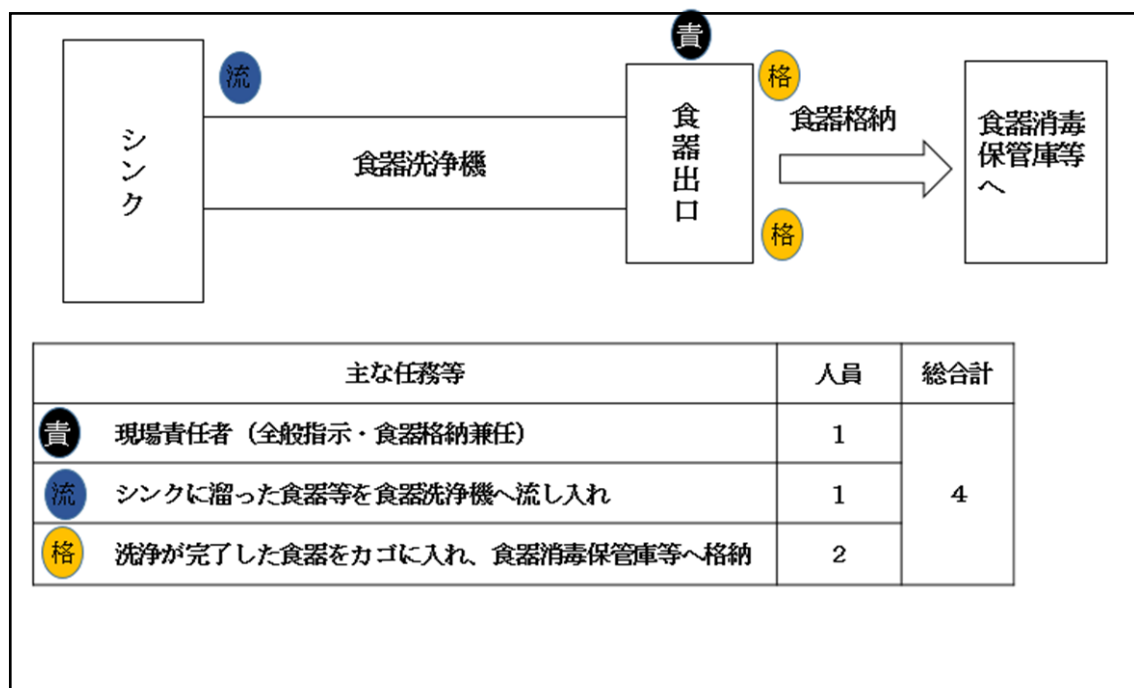 責
流
格
シンク
食器洗浄機
食器出口
食器格納
食器消毒
保管庫等
へ
格
主な任務等 人員 総合計
責 現場責任者（全般指示・食器格納兼任） 1
流 シンクに溜った食器等を食器洗浄機へ流し入れ 1 4
格 洗浄が完了した食器をカゴに入れ、食器消毒保管庫等へ格納 2